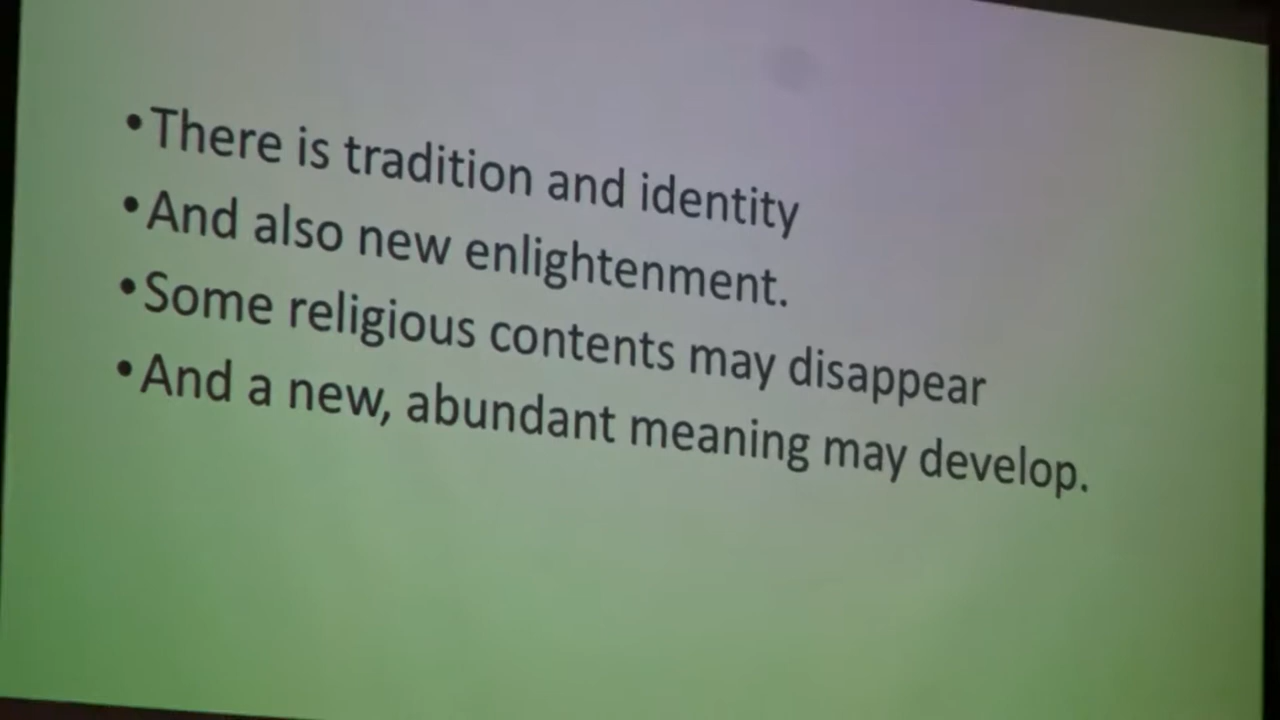 •There is tradition and identity
•And also new enlightenment.
•Some religious contents may disappear
•And a new, abundant meaning may develop.